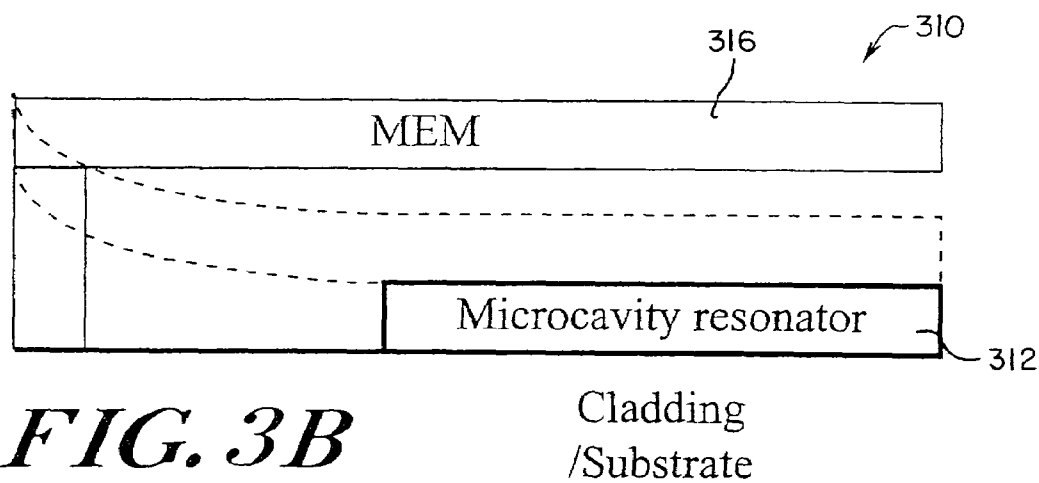 310
316
MEM
Microcavity resonator
312
Cladding
/Substrate
FIG. 3B